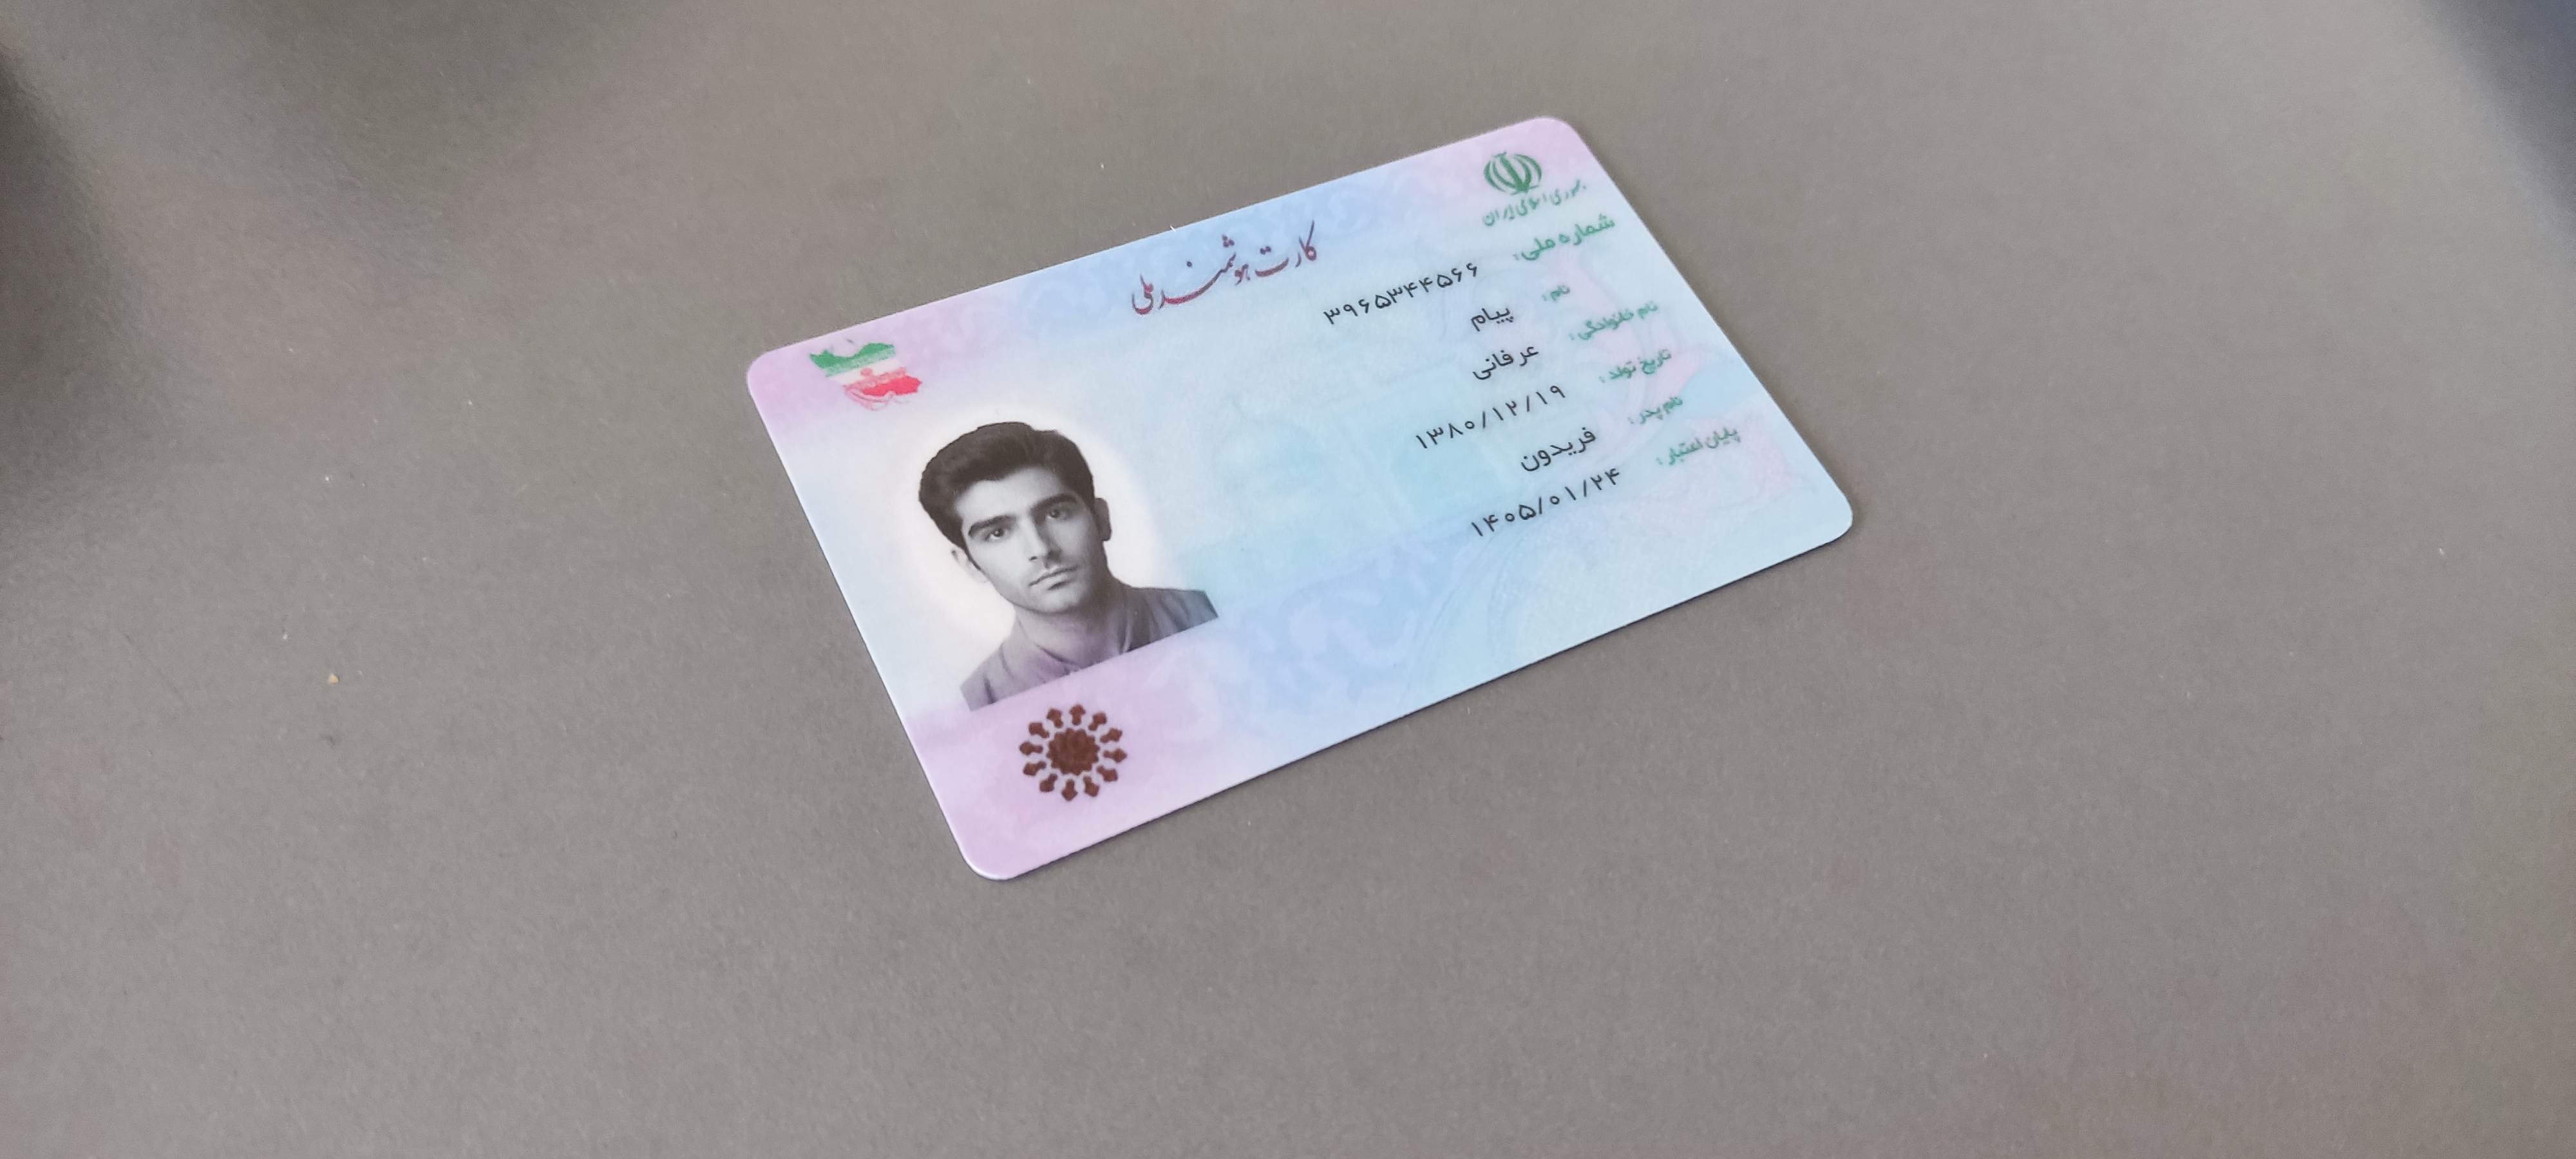 جمهوری اسلامی ایران
کارت هوشمند ملی
شماره ملی: ۳۹۶۵۳۴۴۵۶۶
نام: پیام
نام خانوادگی: عرفانی
تاریخ تولد: ۱۳۸۰/۱۲/۱۹
نام پدر: فریدون
پایان اعتبار: ۱۴۰۵/۰۱/۲۴